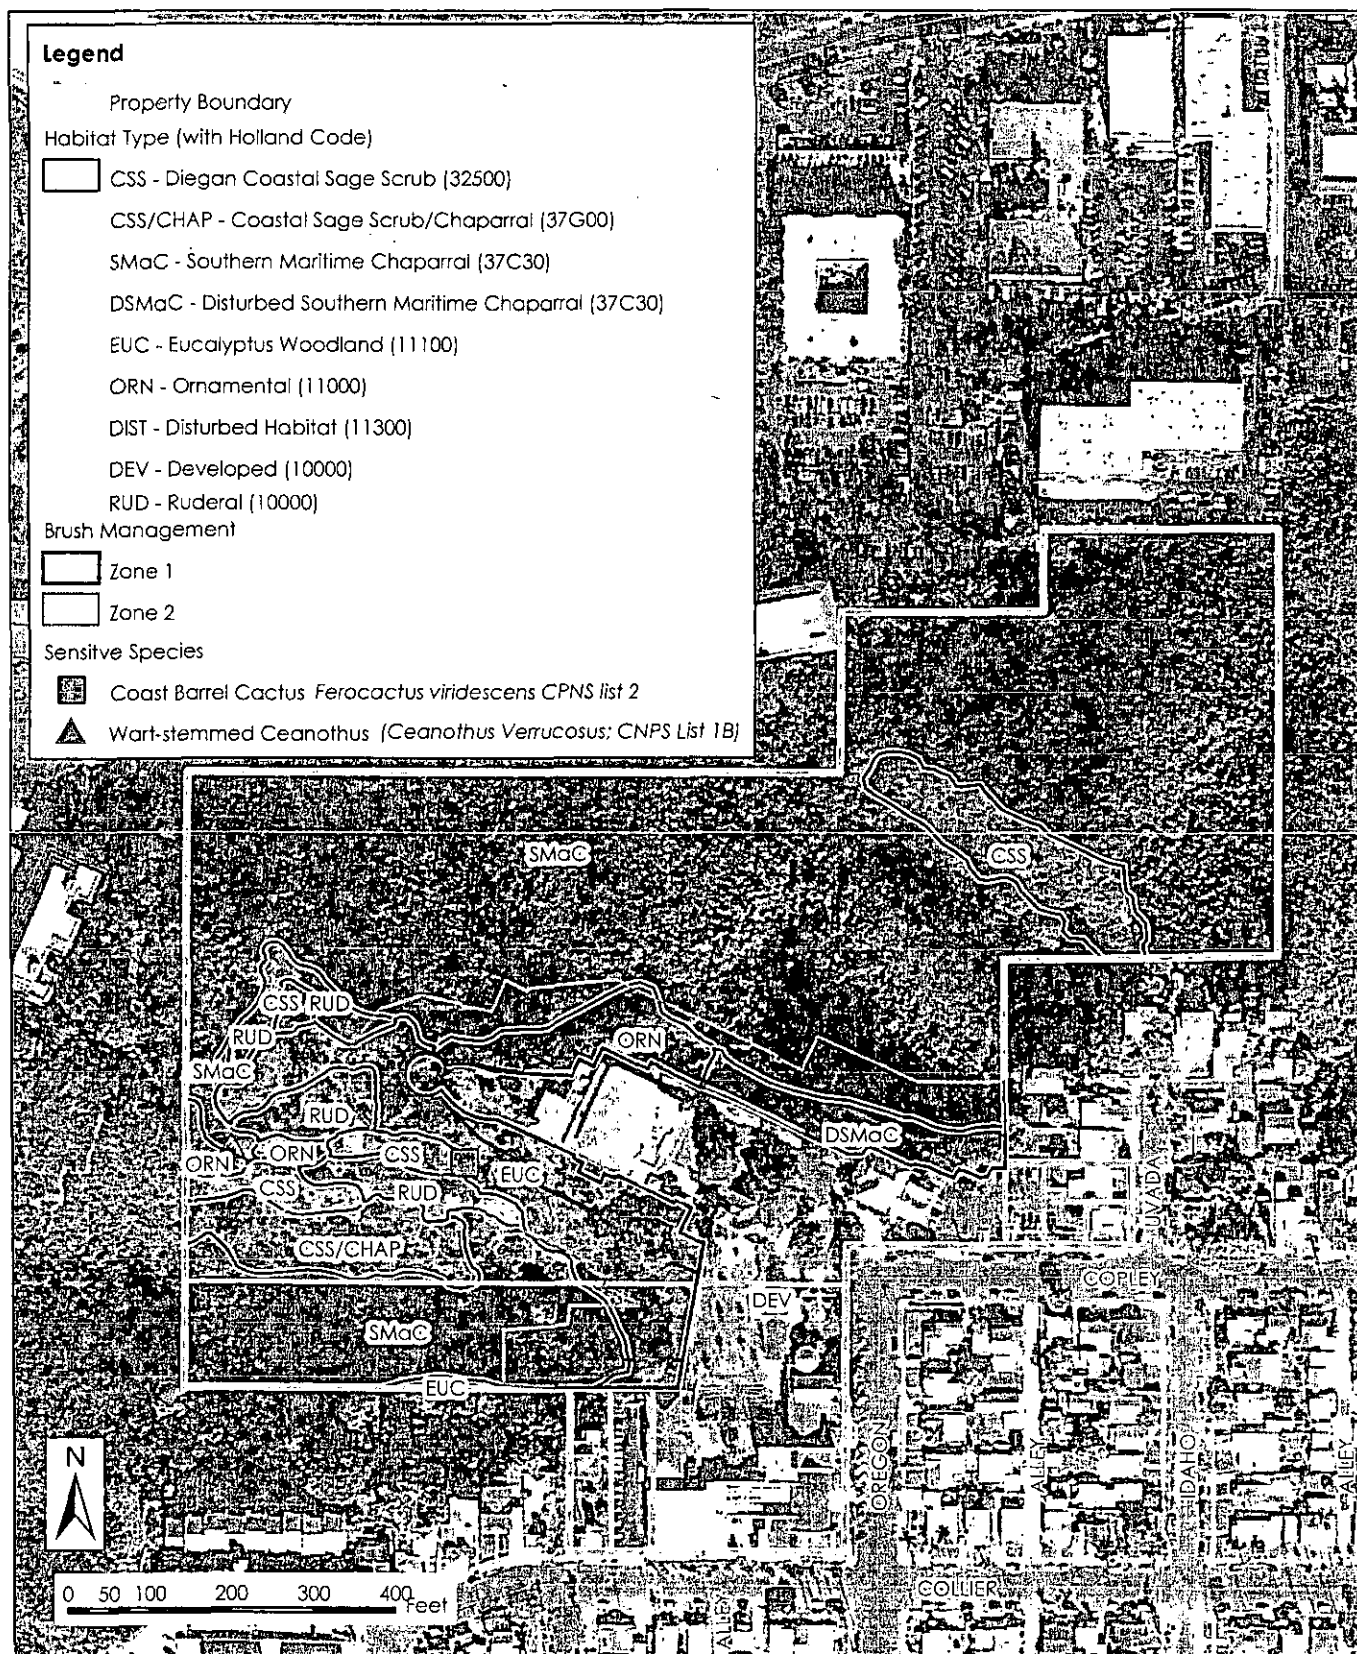 Legend
Property Boundary
Habitat Type (with Holland Code)
CSS - Diegan Coastal Sage Scrub (32500)
CSS/CHAP - Coastal Sage Scrub/Chaparral (37G00)
SMaC - Southern Maritime Chaparral (37C30)
DSMaC - Disturbed Southern Maritime Chaparral (37C30)
EUC - Eucalyptus Woodland (11100)
ORN - Ornamental (11000)
DIST - Disturbed Habitat (11300)
DEV - Developed (10000)
RUD - Ruderal (10000)
Brush Management
Zone 1
Zone 2
Sensitve Species
Coast Barrel Cactus Ferocactus viridescens CPNS list 2
Wart-stemmed Ceanothus (Ceanothus Verrucosus; CNPS List 1B)
SMaC
CSS
CSS RUD
RUD
ORN
SMaC
RUD
DSMaC
ORN
ORN
CSS
EUC
CSS
RUD
UVADA
CSS/CHAP
COPLEY
DEV
SMaC
EUC
N
OREGON
ALLEY
IDAHO
ALLEY
0 50 100 200 300 400 Feet
COLLIER
ALLEY